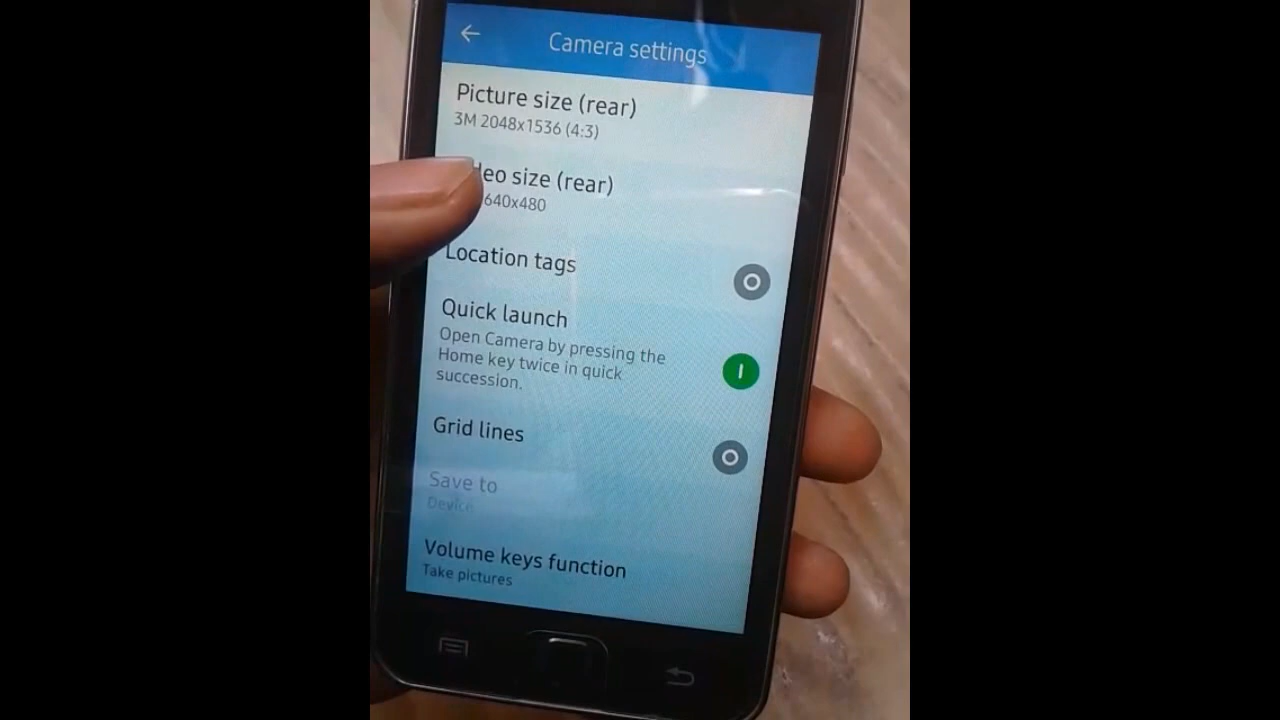 Camera settings
Picture size (rear)
3M 2048x1536 (4:3)
deo size (rear)
640x480
Location tags
Quick launch
Open Camera by pressing the
Home key twice in quick
succession.
Grid lines
Save to
Device
Volume keys function
Take pictures